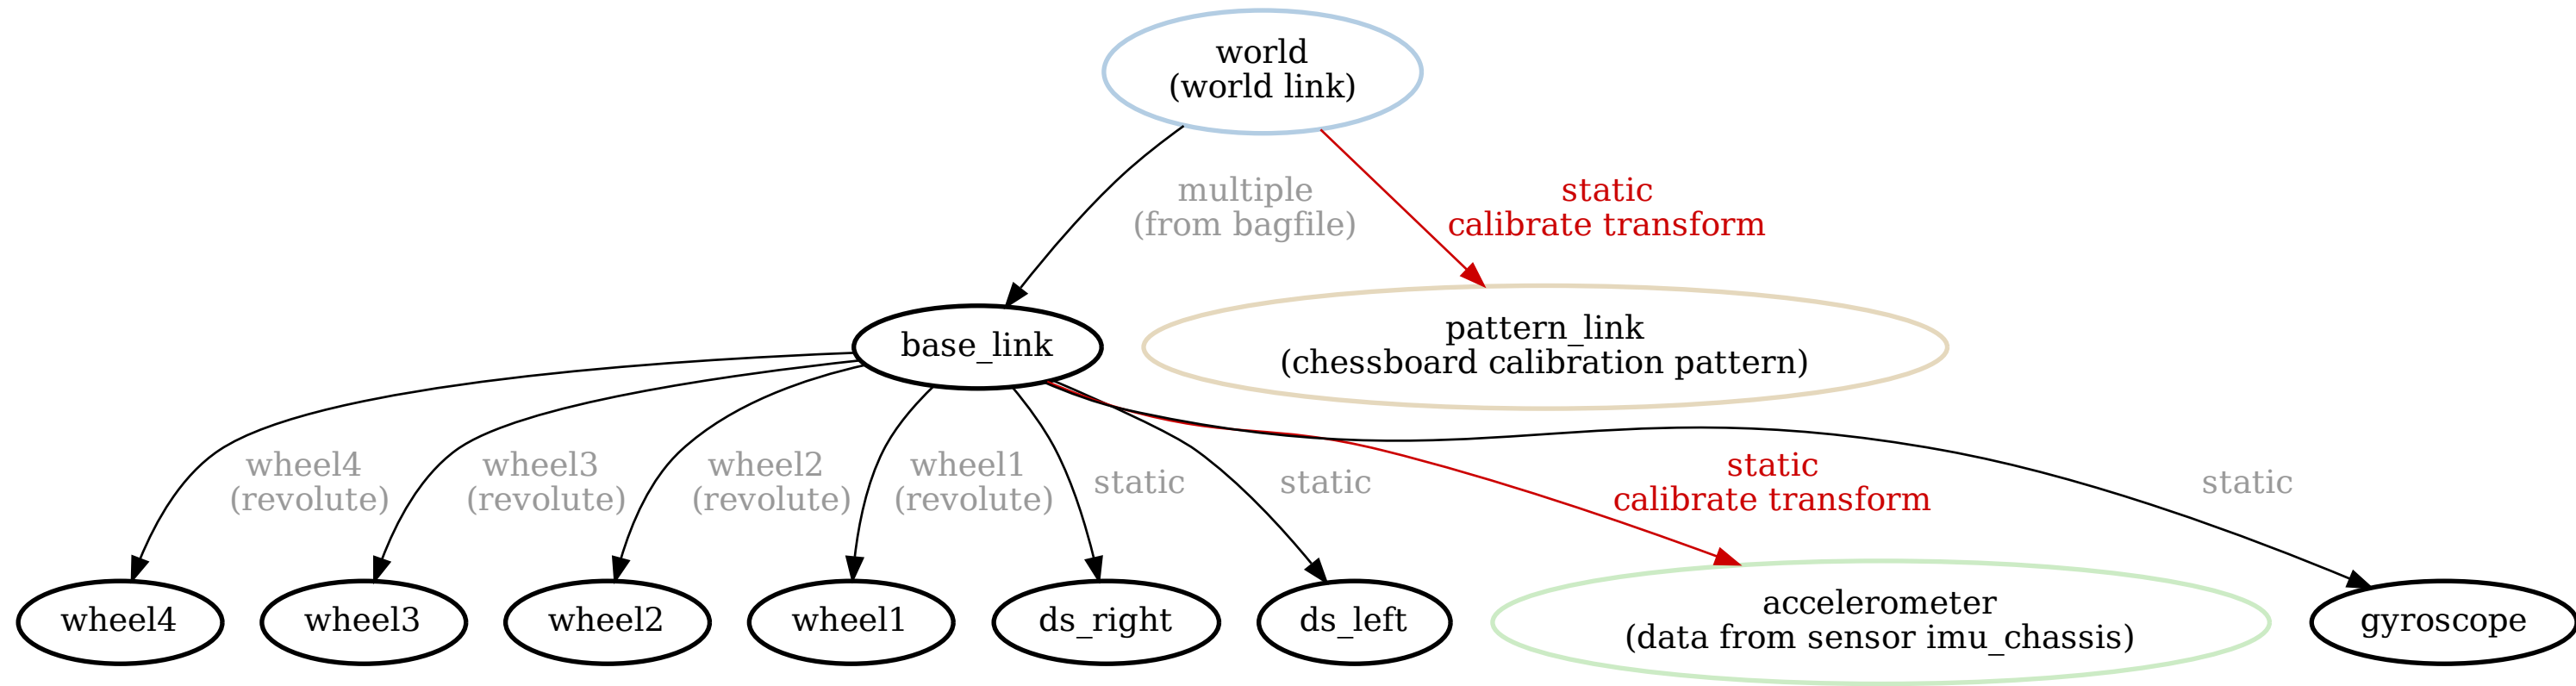 world
(world link)
multiple
(from bagfile)
static
calibrate transform
base_link
pattern_link
(chessboard calibration pattern)
wheel4
(revolute)
wheel3
(revolute)
wheel2
(revolute)
wheel1
(revolute)
static
static
static
calibrate transform
static
wheel4
wheel3
wheel2
wheel1
ds_right
ds_left
accelerometer
(data from sensor imu_chassis)
gyroscope